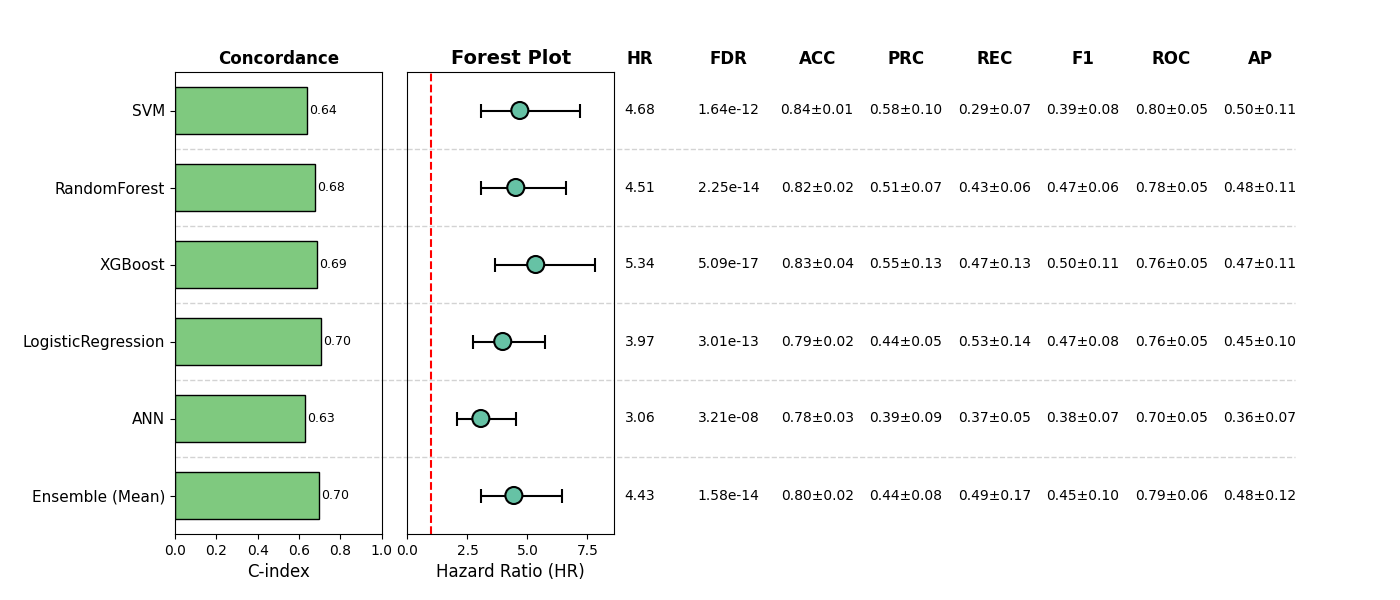 Concordance Forest Plot HR FDR ACC PRC REC F1 ROC AP
SVM 0.64 4.68 1.64e-12 0.84±0.01 0.58±0.10 0.29±0.07 0.39±0.08 0.80±0.05 0.50±0.11
RandomForest 0.68 4.51 2.25e-14 0.82±0.02 0.51±0.07 0.43±0.06 0.47±0.06 0.78±0.05 0.48±0.11
XGBoost 0.69 5.34 5.09e-17 0.83±0.04 0.55±0.13 0.47±0.13 0.50±0.11 0.76±0.05 0.47±0.11
LogisticRegression 0.70 3.97 3.01e-13 0.79±0.02 0.44±0.05 0.53±0.14 0.47±0.08 0.76±0.05 0.45±0.10
ANN 0.63 3.06 3.21e-08 0.78±0.03 0.39±0.09 0.37±0.05 0.38±0.07 0.70±0.05 0.36±0.07
Ensemble (Mean) 0.70 4.43 1.58e-14 0.80±0.02 0.44±0.08 0.49±0.17 0.45±0.10 0.79±0.06 0.48±0.12
0.0 0.2 0.4 0.6 0.8 1.0 0.0 2.5 5.0 7.5
C-index Hazard Ratio (HR)